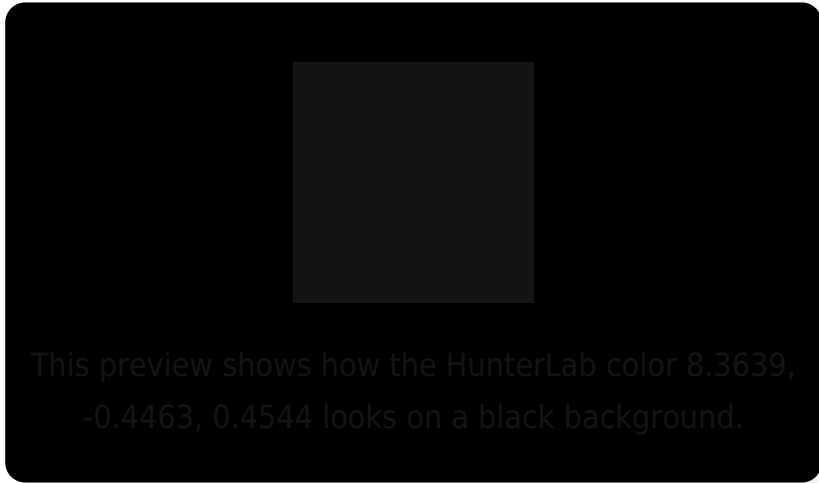 This preview shows how the HunterLab color 8.3639,
-0.4463, 0.4544 looks on a black background.